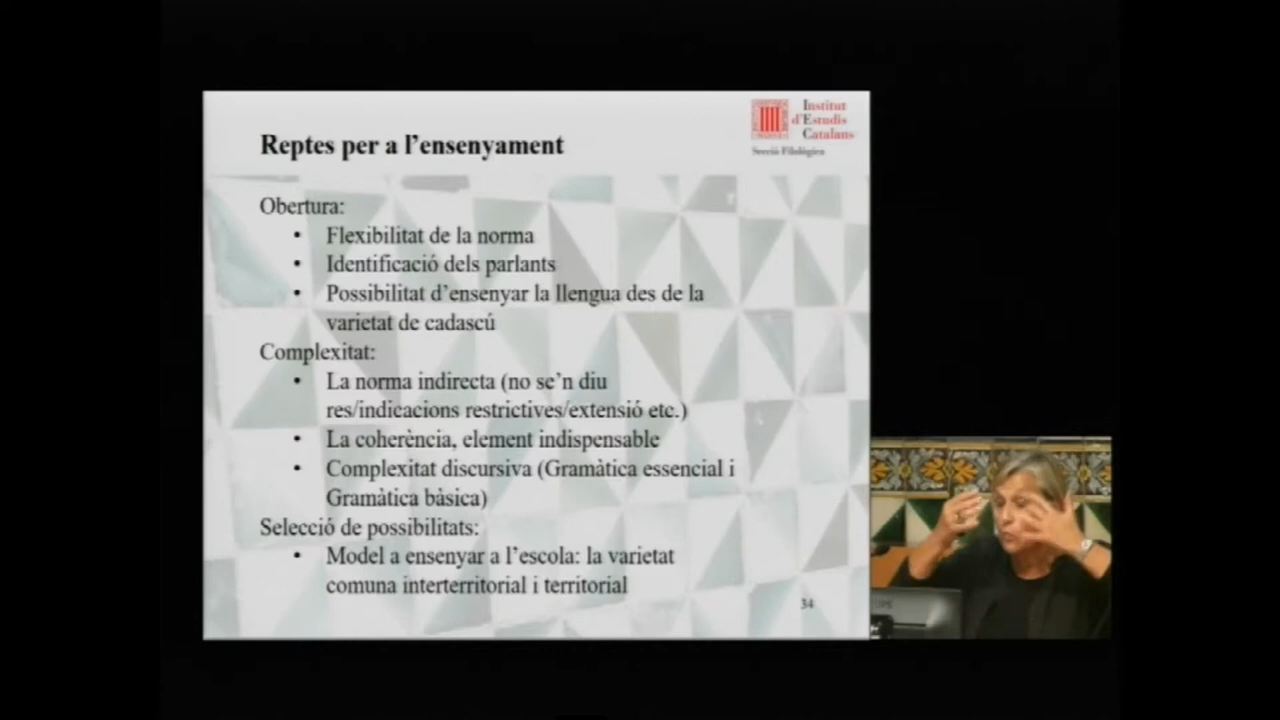 Institut
d'Estudis
Catalans
Secció Filològica
Reptes per a l'ensenyament
Obertura:
• Flexibilitat de la norma
• Identificació dels parlants
• Possibilitat d'ensenyar la llengua des de la
varietat de cadascú
Complexitat:
• La norma indirecta (no se'n diu
res/indicacions restrictives/extensió etc.)
• La coherència, element indispensable
• Complexitat discursiva (Gramàtica essencial i
Gramàtica bàsica)
Selecció de possibilitats:
• Model a ensenyar a l'escola: la varietat
comuna interterritorial i territorial
34